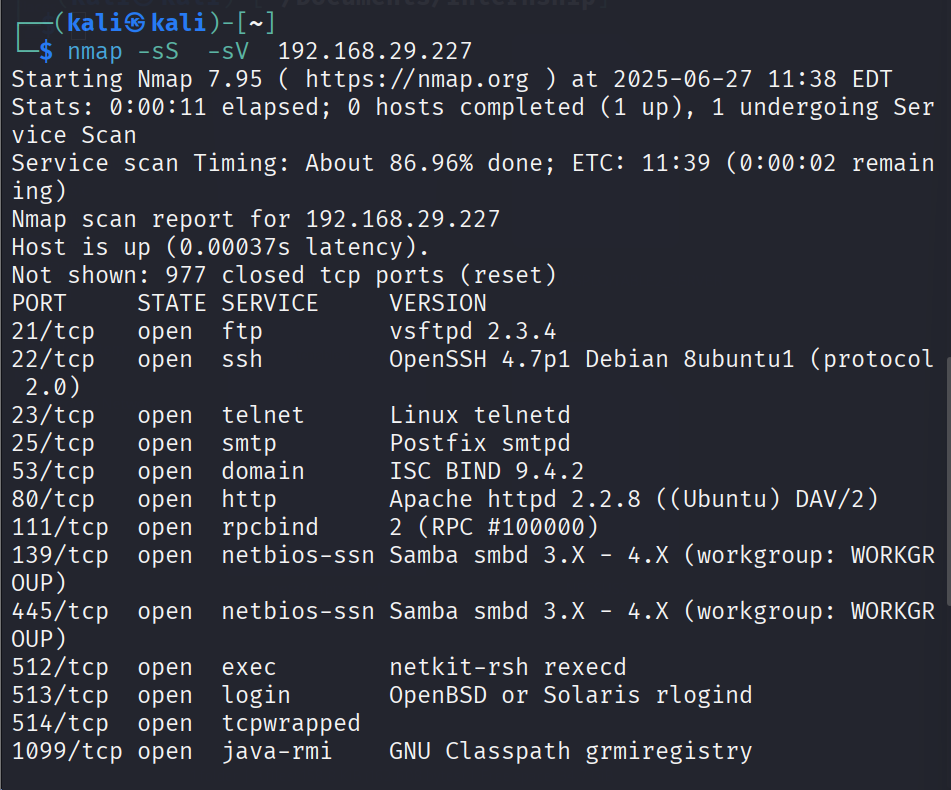 ┌──(kali㉿kali)-[~]
└─$ nmap -sS  -sV  192.168.29.227
Starting Nmap 7.95 ( https://nmap.org ) at 2025-06-27 11:38 EDT
Stats: 0:00:11 elapsed; 0 hosts completed (1 up), 1 undergoing Ser
vice Scan
Service scan Timing: About 86.96% done; ETC: 11:39 (0:00:02 remain
ing)
Nmap scan report for 192.168.29.227
Host is up (0.00037s latency).
Not shown: 977 closed tcp ports (reset)
PORT     STATE SERVICE     VERSION
21/tcp   open  ftp         vsftpd 2.3.4
22/tcp   open  ssh         OpenSSH 4.7p1 Debian 8ubuntu1 (protocol
 2.0)
23/tcp   open  telnet      Linux telnetd
25/tcp   open  smtp        Postfix smtpd
53/tcp   open  domain      ISC BIND 9.4.2
80/tcp   open  http        Apache httpd 2.2.8 ((Ubuntu) DAV/2)
111/tcp  open  rpcbind     2 (RPC #100000)
139/tcp  open  netbios-ssn Samba smbd 3.X - 4.X (workgroup: WORKGR
OUP)
445/tcp  open  netbios-ssn Samba smbd 3.X - 4.X (workgroup: WORKGR
OUP)
512/tcp  open  exec        netkit-rsh rexecd
513/tcp  open  login       OpenBSD or Solaris rlogind
514/tcp  open  tcpwrapped
1099/tcp open  java-rmi    GNU Classpath grmiregistry